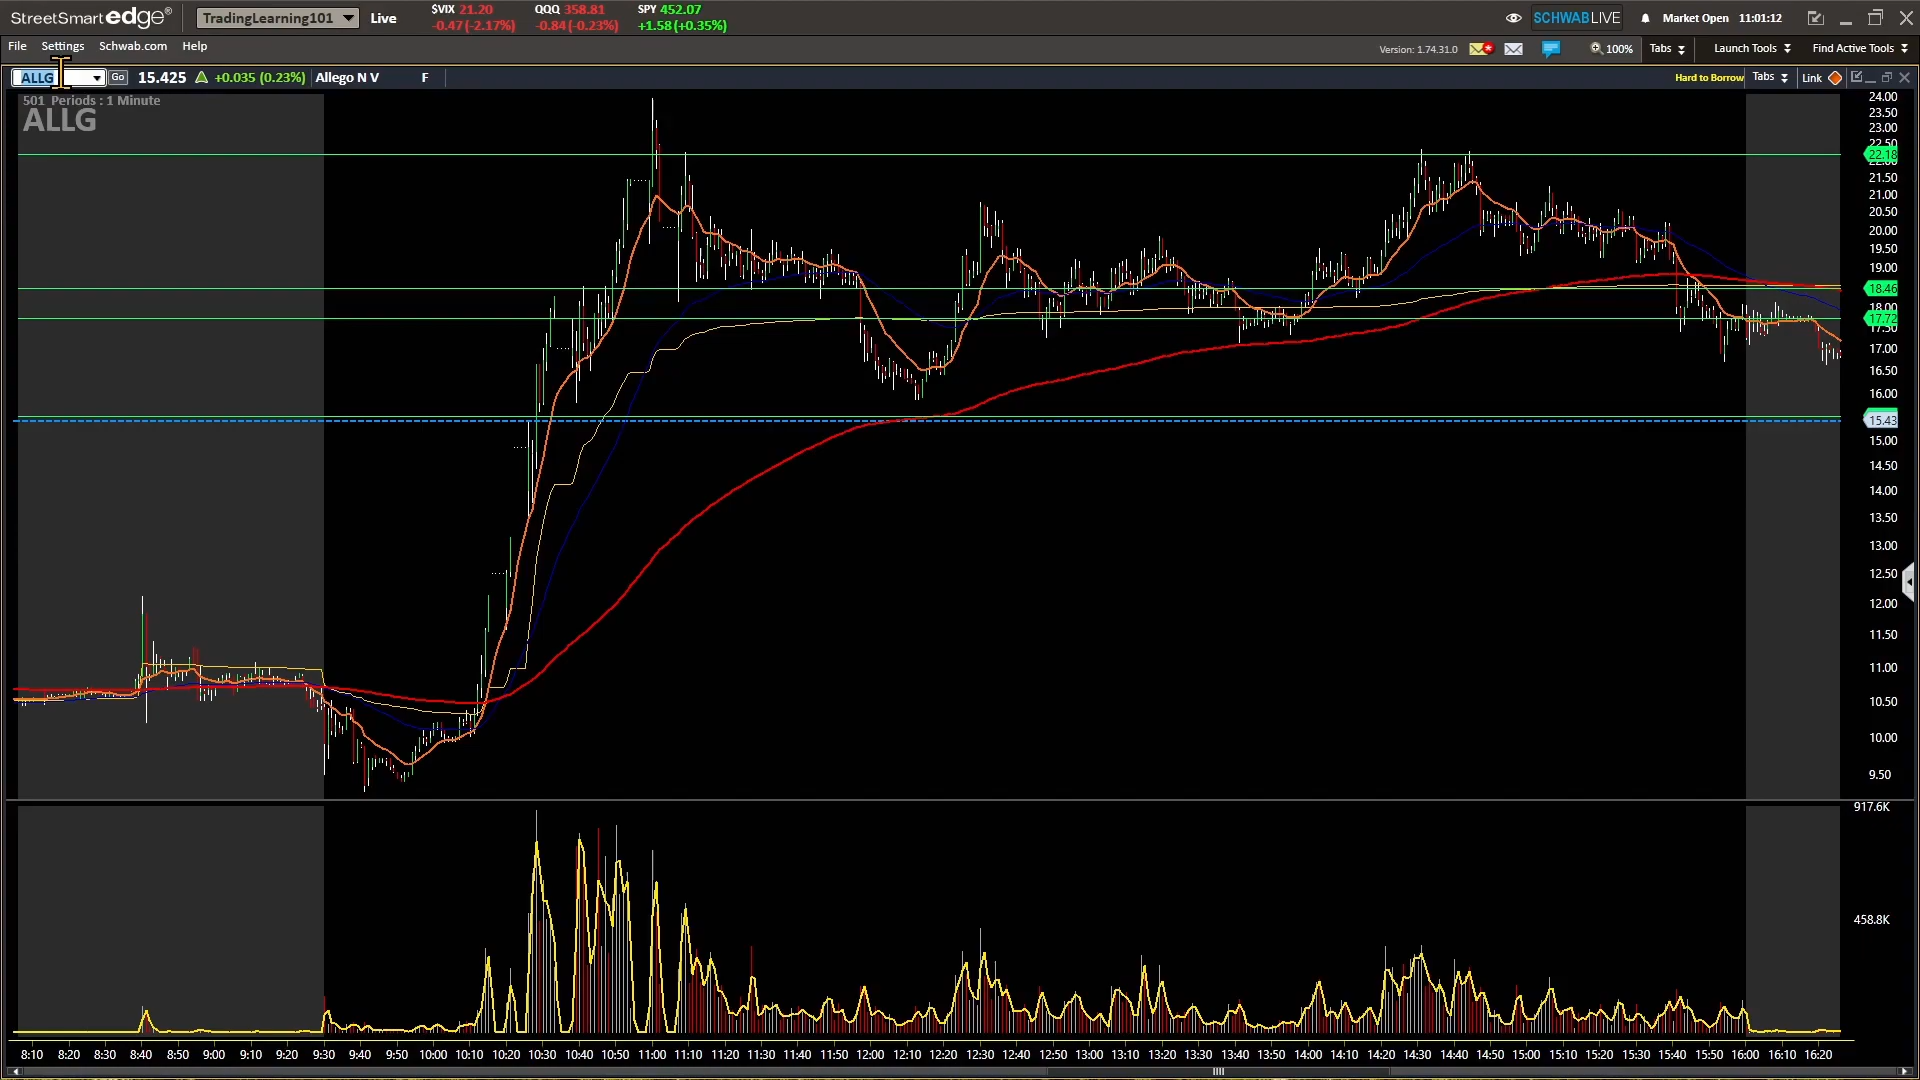 StreetSmart edge®
TradingLearning101
Live
$VIX 21.20
-0.47 (-2.17%)
QQQ 358.81
-0.84 (-0.23%)
SPY 452.07
+1.58 (+0.35%)
SCHWABLIVE
Market Open 11:01:12
File Settings Schwab.com Help
Version: 1.74.31.0
100%
Tabs
Launch Tools
Find Active Tools
ALLG
Go
15.425
+0.035 (0.23%)
Allego N V
F
Hard to Borrow
Tabs
Link
501 Periods : 1 Minute
ALLG
24.00
23.50
23.00
22.50
22.18
22.00
21.50
21.00
20.50
20.00
19.50
19.00
18.46
18.00
17.72
17.50
17.00
16.50
16.00
15.43
15.00
14.50
14.00
13.50
13.00
12.50
12.00
11.50
11.00
10.50
10.00
9.50
917.6K
458.8K
8:10 8:20 8:30 8:40 8:50 9:00 9:10 9:20 9:30 9:40 9:50 10:00 10:10 10:20 10:30 10:40 10:50 11:00 11:10 11:20 11:30 11:40 11:50 12:00 12:10 12:20 12:30 12:40 12:50 13:00 13:10 13:20 13:30 13:40 13:50 14:00 14:10 14:20 14:30 14:40 14:50 15:00 15:10 15:20 15:30 15:40 15:50 16:00 16:10 16:20